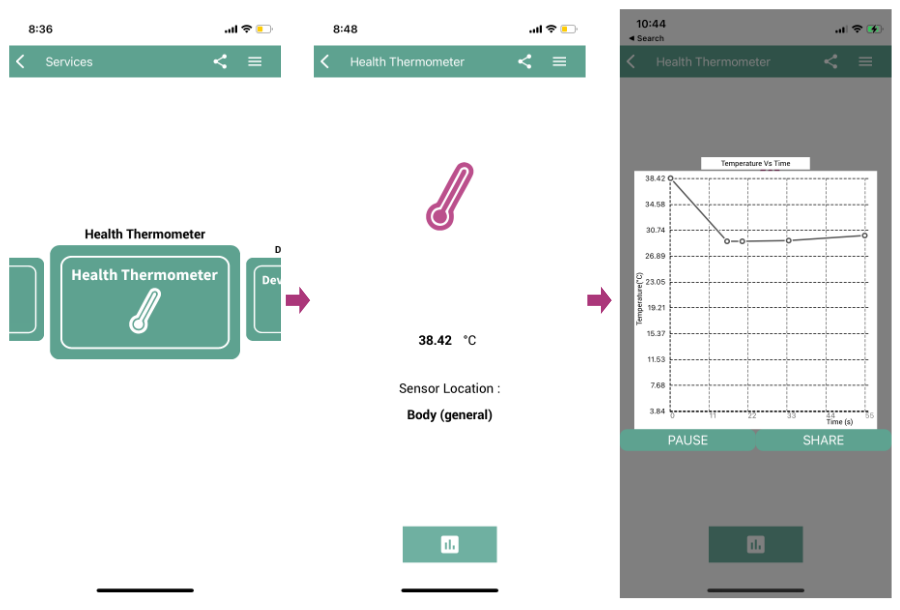 8:36
Services
Health Thermometer
D
Health Thermometer
Dev
8:48
Health Thermometer
38.42 °C
Sensor Location :
Body (general)
10:44
◄ Search
Health Thermometer
Temperature Vs Time
38.42
34.58
30.74
26.89
23.05
19.21
15.37
11.53
7.68
3.84
Temperature(°C)
0 11 22 33 44 55
Time (s)
PAUSE SHARE